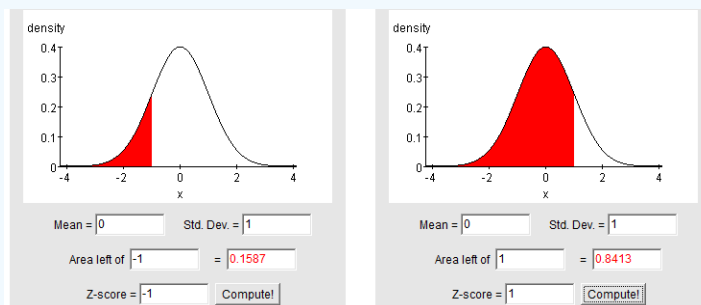 density
0.4
0.3
0.2
0.1
0
-4 -2 0 2 4
x
Mean = 0 Std. Dev. = 1
Area left of -1 = 0.1587
Z-score = -1 Compute!
density
0.4
0.3
0.2
0.1
0
-4 -2 0 2 4
x
Mean = 0 Std. Dev. = 1
Area left of 1 = 0.8413
Z-score = 1 Compute!